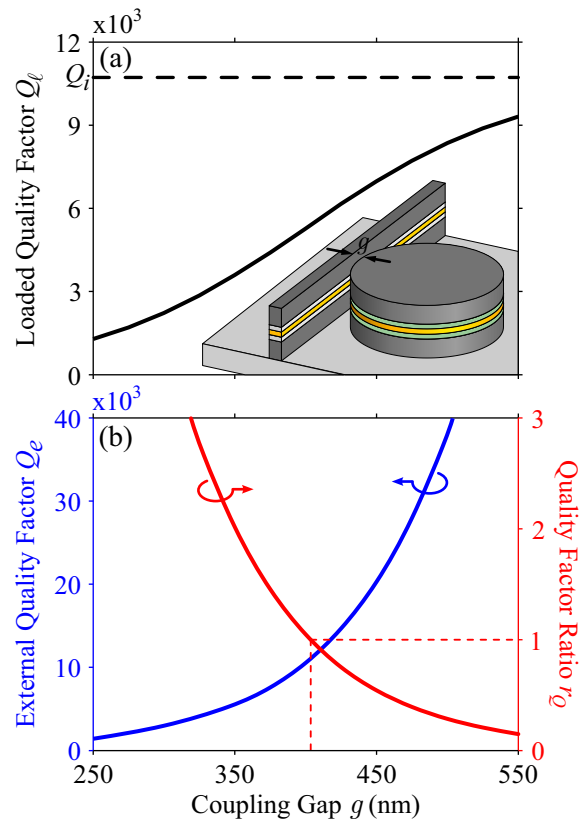 x10³
12
(a)
Qᵢ
9
6
3
0
Loaded Quality Factor Qℓ
g
x10³
40
(b)
3
30
2
20
1
10
0
0
External Quality Factor Qₑ
Quality Factor Ratio r_Q
250
350
450
550
Coupling Gap g (nm)